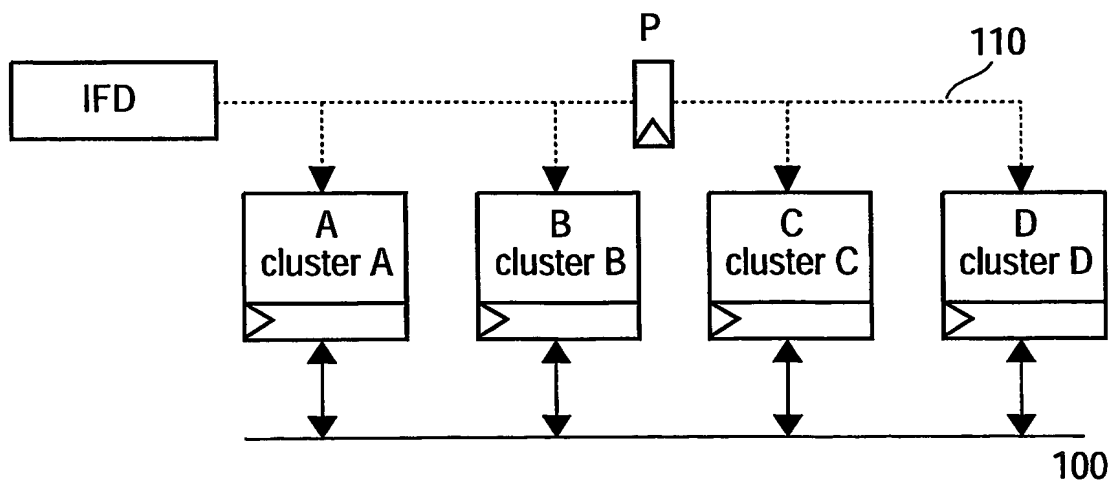 P
110
IFD
A
cluster A
B
cluster B
C
cluster C
D
cluster D
100